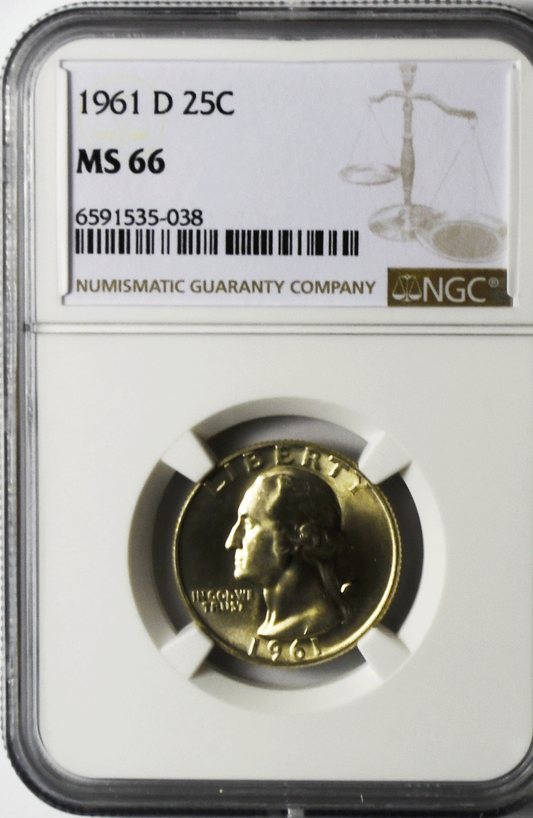 1961 D 25C
MS 66
6591535-038
NUMISMATIC GUARANTY COMPANY
NGC®
LIBERTY
IN GOD WE
TRUST
1961